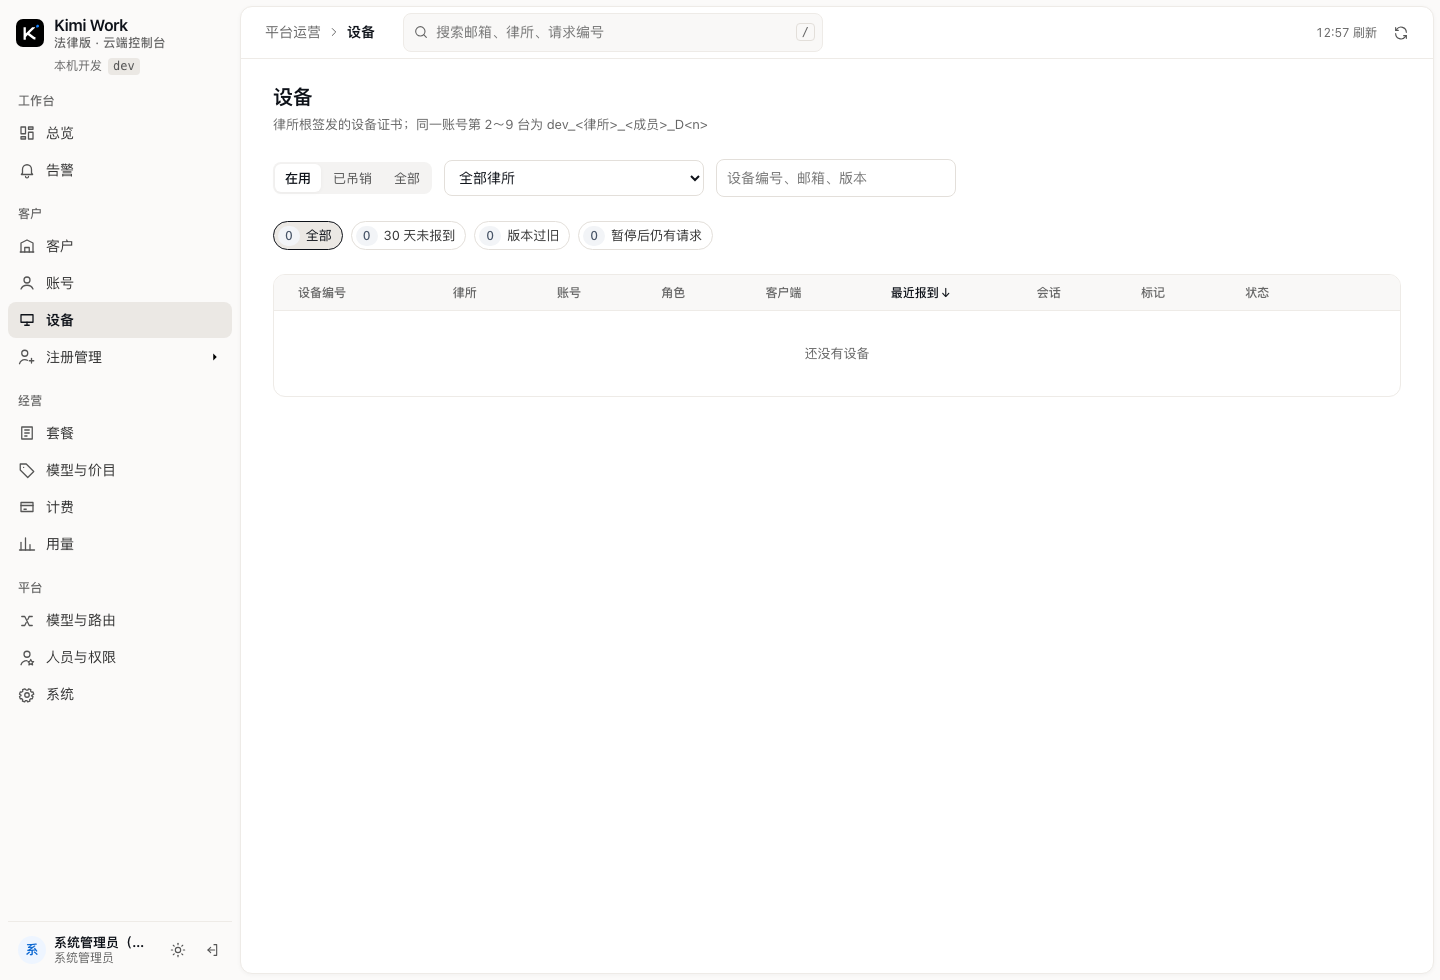 Kimi Work
法律版 · 云端控制台
本机开发 dev
工作台
总览
告警
客户
客户
账号
设备
注册管理
经营
套餐
模型与价目
计费
用量
平台
模型与路由
人员与权限
系统
系 系统管理员（...
系统管理员
平台运营 > 设备
搜索邮箱、律所、请求编号 /
12:57 刷新
设备
律所根签发的设备证书；同一账号第 2～9 台为 dev_<律所>_<成员>_D<n>
在用 已吊销 全部 全部律所 设备编号、邮箱、版本
0 全部 0 30 天未报到 0 版本过旧 0 暂停后仍有请求
设备编号 律所 账号 角色 客户端 最近报到↓ 会话 标记 状态
还没有设备